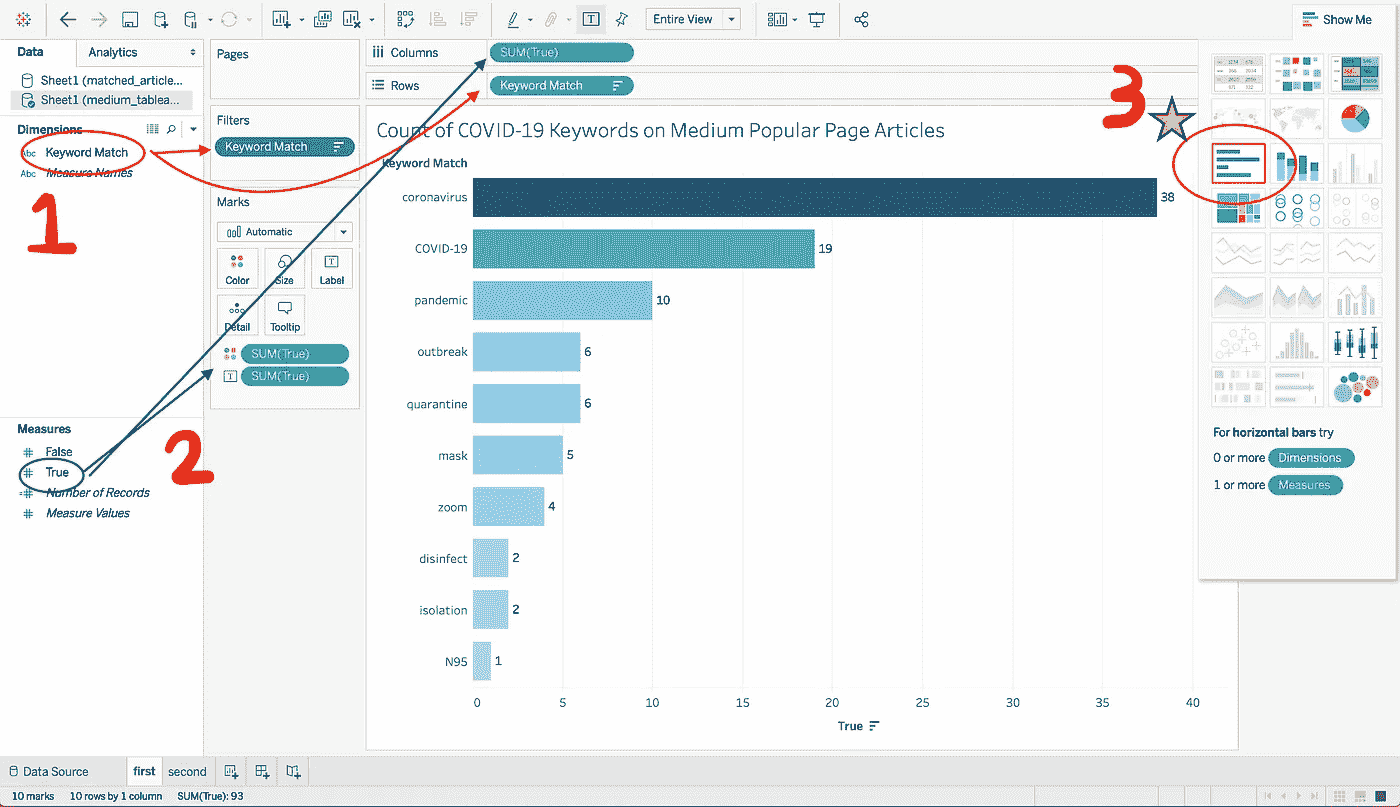 Entire View
Show Me
Data
Analytics
Sheet1 (matched_article...
Sheet1 (medium_tablea...
Dimensions
Abc Keyword Match
Abc Measure Names
1
Measures
# False
# True
=# Number of Records
# Measure Values
2
Pages
Filters
Keyword Match
Marks
Automatic
Color
Size
Label
Detail
Tooltip
SUM(True)
SUM(True)
Columns
SUM(True)
Rows
Keyword Match
3
Count of COVID-19 Keywords on Medium Popular Page Articles
Keyword Match
coronavirus 38
COVID-19 19
pandemic 10
outbreak 6
quarantine 6
mask 5
zoom 4
disinfect 2
isolation 2
N95 1
0 5 10 15 20 25 30 35 40
True
For horizontal bars try
0 or more Dimensions
1 or more Measures
Data Source
first
second
10 marks 10 rows by 1 column SUM(True): 93